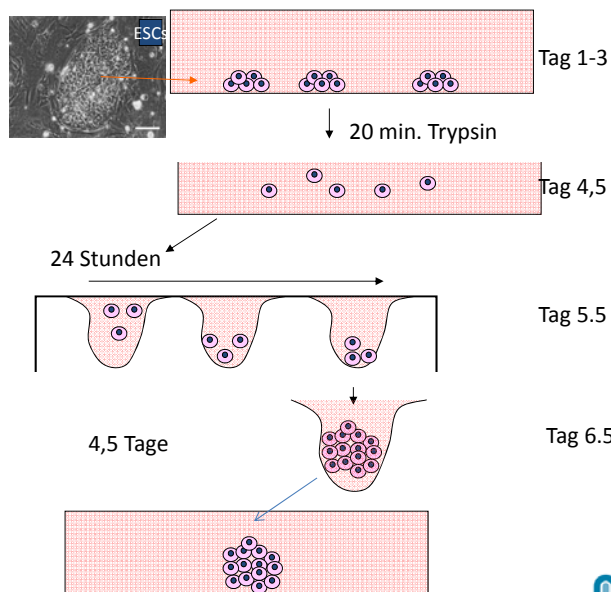 ESCs
Tag 1-3
20 min. Trypsin
Tag 4,5
24 Stunden
Tag 5.5
4,5 Tage
Tag 6.5